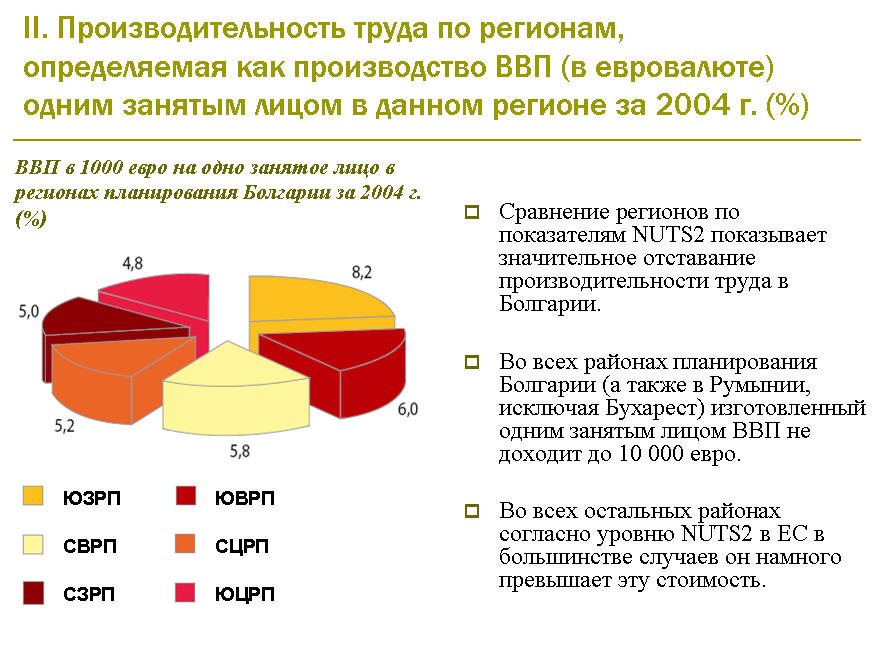 II. Производительность труда по регионам,
определяемая как производство ВВП (в евровалюте)
одним занятым лицом в данном регионе за 2004 г. (%)
ВВП в 1000 евро на одно занятое лицо в
регионах планирования Болгарии за 2004 г.
(%)
4,8
8,2
5,0
5,2
6,0
5,8
ЮЗРП
ЮВРП
СВРП
СЦРП
СЗРП
ЮЦРП
Сравнение регионов по
показателям NUTS2 показывает
значительное отставание
производительности труда в
Болгарии.
Во всех районах планирования
Болгарии (а также в Румынии,
исключая Бухарест) изготовленный
одним занятым лицом ВВП не
доходит до 10 000 евро.
Во всех остальных районах
согласно уровню NUTS2 в ЕС в
большинстве случаев он намного
превышает эту стоимость.